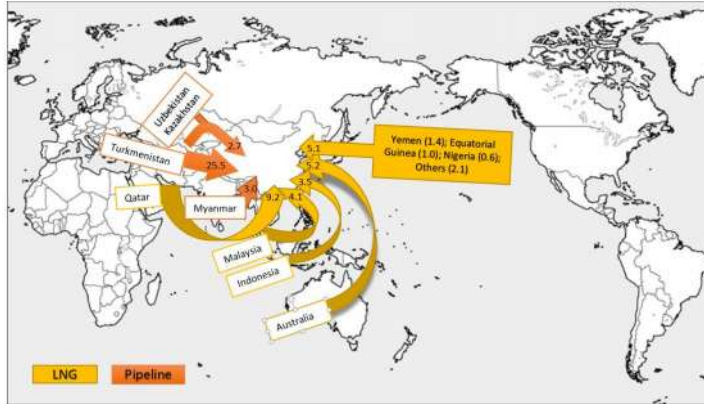 Uzbekistan
Kazakhstan
2.7
Turkmenistan
25.5
5.1
Yemen (1.4); Equatorial
Guinea (1.0); Nigeria (0.6);
Others (2.1)
5.2
3.0
3.5
Qatar
Myanmar
9.2
4.1
Malaysia
Indonesia
Australia
LNG
Pipeline